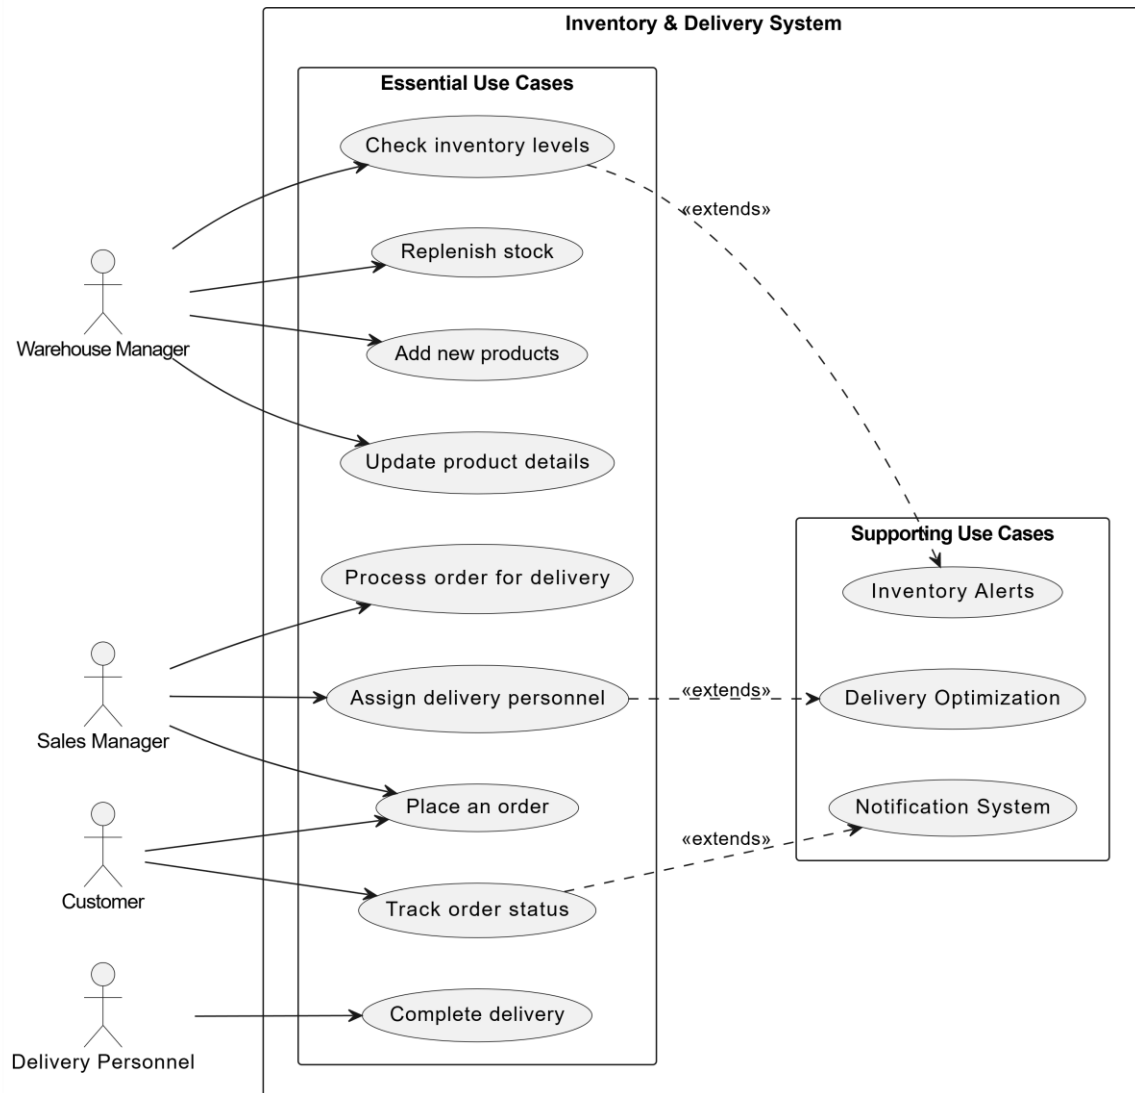 Inventory & Delivery System
Essential Use Cases
Check inventory levels
«extends»
Replenish stock
Warehouse Manager
Add new products
Update product details
Supporting Use Cases
Process order for delivery
Inventory Alerts
Sales Manager
Assign delivery personnel
«extends»
Delivery Optimization
Place an order
Notification System
«extends»
Customer
Track order status
Complete delivery
Delivery Personnel